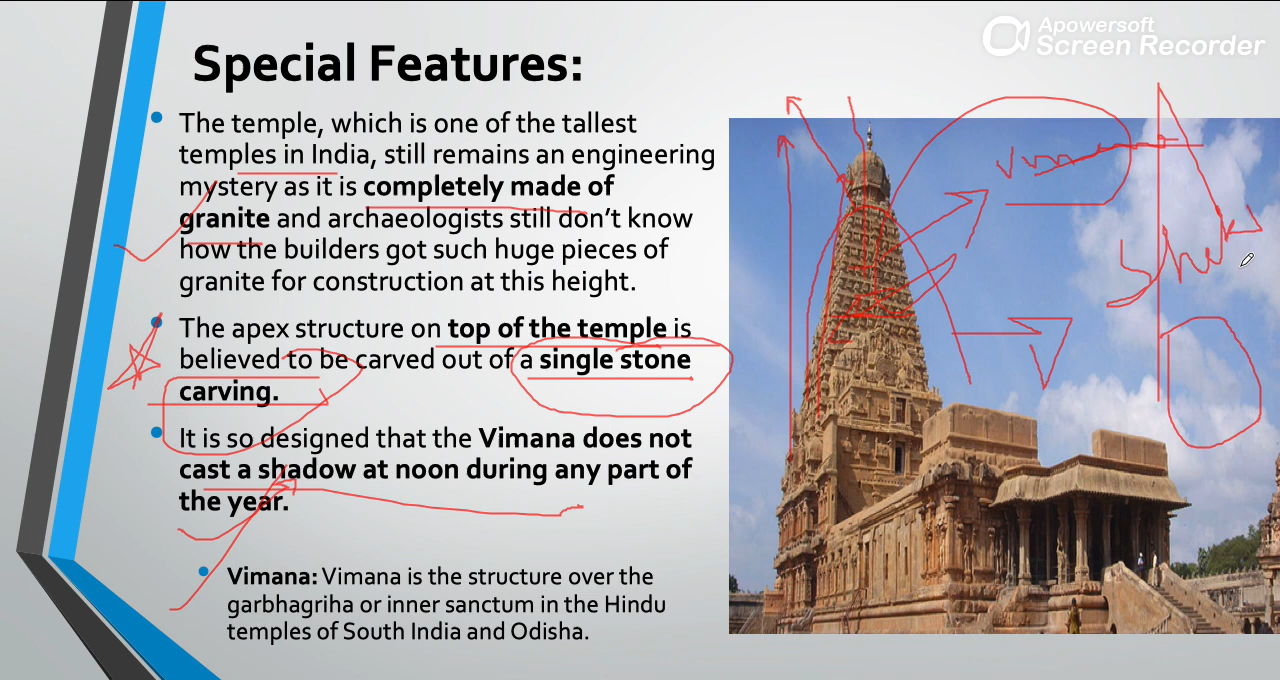 Apowersoft
Screen Recorder
Special Features:
The temple, which is one of the tallest
temples in India, still remains an engineering
mystery as it is completely made of
granite and archaeologists still don’t know
how the builders got such huge pieces of
granite for construction at this height.
The apex structure on top of the temple is
believed to be carved out of a single stone
carving.
It is so designed that the Vimana does not
cast a shadow at noon during any part of
the year.
Vimana: Vimana is the structure over the
garbhagriha or inner sanctum in the Hindu
temples of South India and Odisha.